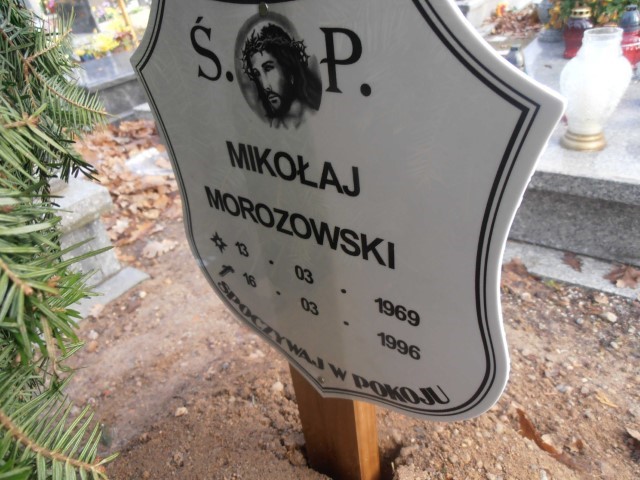 Ś. P.
MIKOŁAJ
MOROZOWSKI
13 . 03 . 1969
16 . 03 . 1996
SPOCZYWAJ W POKOJU